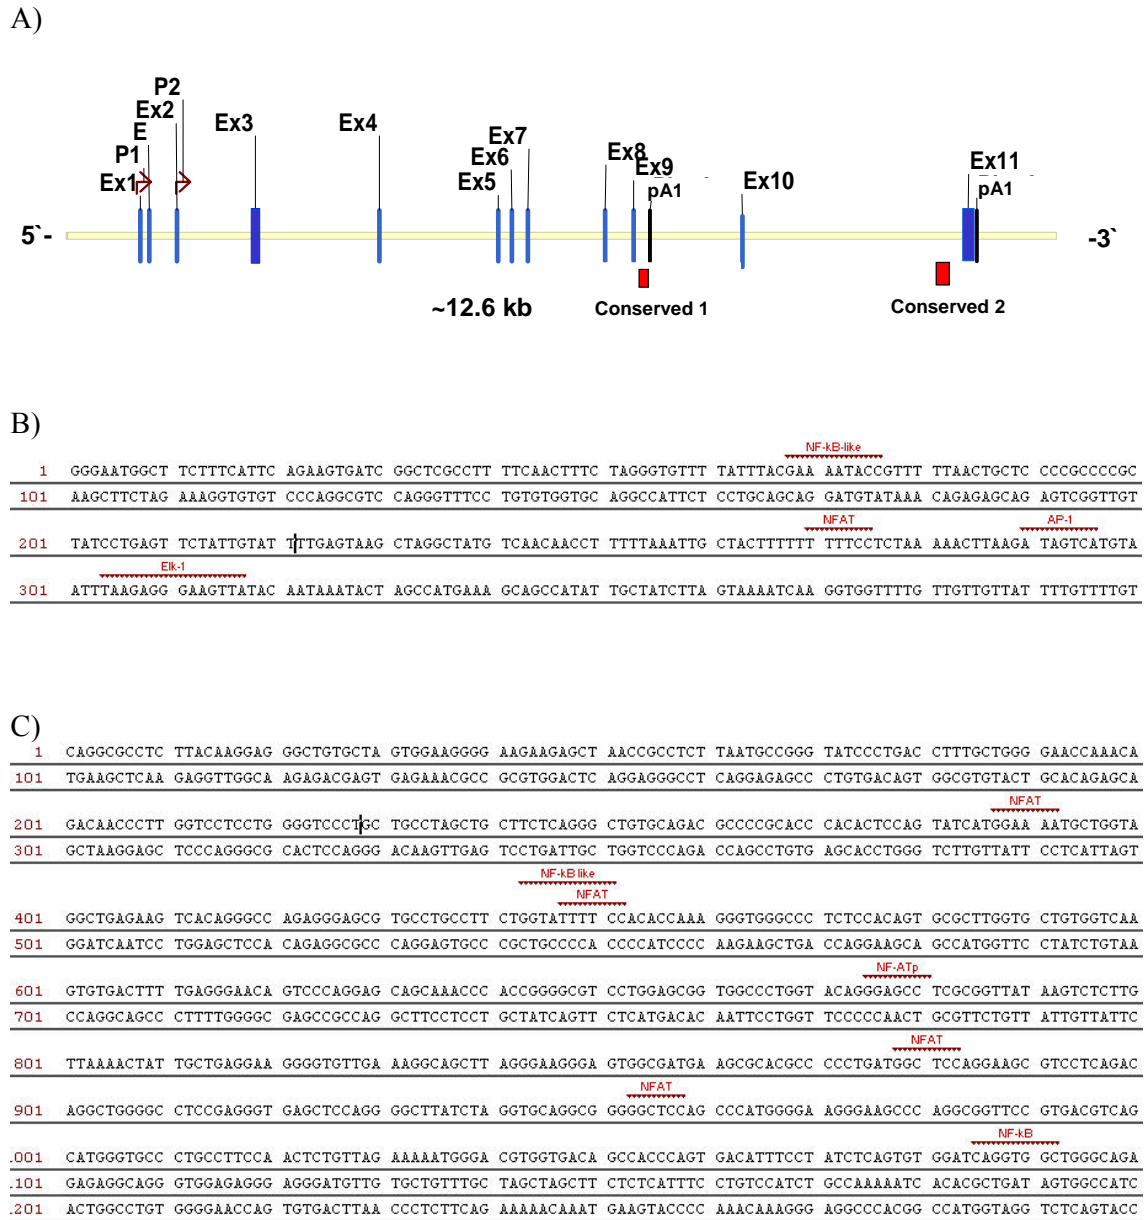 A)
P2
Ex2
E
P1
Ex1
Ex3
Ex4
Ex7
Ex6
Ex5
Ex8
Ex9
pA1
Ex10
Ex11
pA1
5`-
-3`
~12.6 kb
Conserved 1
Conserved 2
B)
NF-kB-like
1 GGGAATGGCT TCTTTCATTC AGAAGTGATC GGCTCGCCTT TTCAACTTTC TAGGGTGTTT TATTTACGAA AATACCGTTT TTAACTGCTC CCCGCCCCGC
101 AAGCTTCTAG AAAGGTGTGT CCCAGGCGTC CAGGGTTTCC TGTGTGGTGC AGGCCATTCT CCTGCAGCAG GATGTATAAA CAGAGAGCAG AGTCGGTTGT
NFAT AP-1
201 TATCCTGAGT TTCTATTGTAT TTTGAGTAAG CTAGGCTATG TCAACAACCT TTTTAAATTG CTACTTTTTT TTTCCTCTAA AAACTTAAGA TAGTCATGTA
Elk-1
301 ATTTAAGAGG GAAGTTATAC AATAAATACT AGCCATGAAA GCAGCCATAT TGCTATCTTA GTAAAATCAA GGTGGTTTTG TTGTTGTTAT TTTGTTTTGT
C)
1 CAGGCGCCTC TTACAAGGAG GGCTGTGCTA GTGGAAGGGG AAGAAGAGCT AACCGCCTCT TAATGCCGGG TATCCCTGAC CTTTGCTGGG GAACCAAACA
101 TGAAGCTCAA GAGGTTGGCA AGAGACGAGT GAGAAACGCC GCGTGGACTC AGGAGGGCCT CAGGAGAGCC CTGTGACAGT GGCGTGTACT GCACAGAGCA
NFAT
201 GACAACCCTT GGTCCTCCTG GGGTCCCTGC TGCCTAGCTG CTTCTCAGGG CTGTGCAGAC GCCCCGCACC CACACTCCAG TATCATGGAA AATGCTGGTA
301 GCTAAGGAGC TCCCAGGGCG CACTCCAGGG ACAAGTTGAG TCCTGATTGC TGGTCCCAGA CCAGCCTGTG AGCACCTGGG TCTTGTTATT CCTCATTAGT
NF-kB like
NFAT
401 GGCTGAGAAG TCACAGGGCC AGAGGGAGCG TGCCTGCCTT CTGGTATTTT CCACACCAAA GGGTGGGCCC TCTCCACAGT GCGCTTGGTG CTGTGGTCAA
501 GGATCAATCC TGGAGCTCCA CAGAGGCGCC CAGGAGTGCC CGCTGCCCCA CCCCATCCCC AAGAAGCTGA CCAGGAAGCA GCCATGGTTC CTATCTGTAA
NF-ATp
601 GTGTGACTTT TGAGGGAACA GTCCCAGGAG CAGCAAACCC ACCGGGGCGT CCTGGAGCGG TGGCCCTGGT ACAGGGAGCC TCGCGGTTAT AAGTCTCTTG
701 CCAGGCAGCC CTTTTGGGGC GAGCCGCCAG GCTTCCTCCT GCTATCAGTT CTCATGACAC AATTCCTGGT TCCCCCAACT GCGTTCTGTT ATTGTTATTC
NFAT
801 TTAAAACTAT TGCTGAGGAA GGGGTGTTGA AAGGCAGCTT AGGGAAGGGA GTGGCGATGA AGCGCACGCC CCCTGATGGC TCCAGGAAGC GTCCTCAGAC
NFAT
901 AGGCTGGGGC CTCCGAGGGT GAGCTCCAGG GGCTTATCTA GGTGCAGGCG GGGGCTCCAG CCCATGGGGA AGGGAAGCCC AGGCGGTTCC GTGACGTCAG
NF-kB
1001 CATGGGTGCC CTGCCTTCCA ACTCTGTTAG AAAAATGGGA CGTGGTGACA GCCACCCAGT GACATTTCCT ATCTCAGTGT GGATCAGGTG GCTGGGCAGA
1101 GAGAGGCAGG GTGGAGAGGG AGGGATGTTG TGCTGTTTGC TAGCTAGCTT CTCTCATTTC CTGTCCATCT GCCAAAAATC ACACGCTGAT AGTGGCCATC
1201 ACTGGCCTGT GGGGAACCAG TGTGACTTAA CCCTCTTCAG AAAAACAAAT GAAGTACCCC AAACAAAGGG AGGCCCACGG CCATGGTAGG TCTCAGTACC